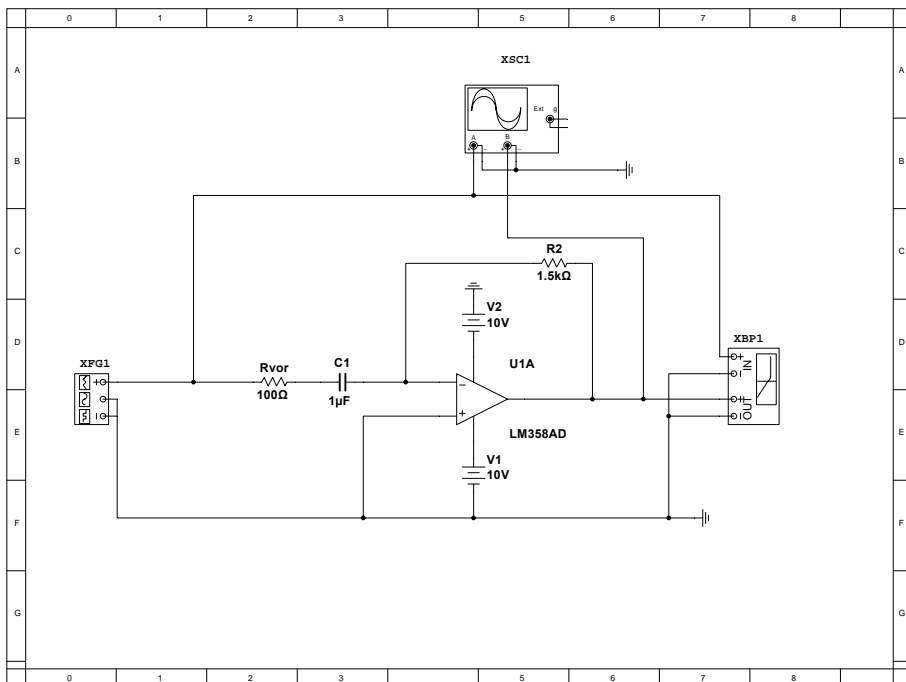 0 1 2 3 5 6 7 8
A A
XSC1
Ext g
A B
+ _ + _
B B
C C
R2
1.5kΩ
V2
10V
D D
XBP1
XFG1
Rvor
100Ω
C1
1µF
U1A
IN
OUT
E E
LM358AD
V1
10V
F F
G G
0 1 2 3 5 6 7 8